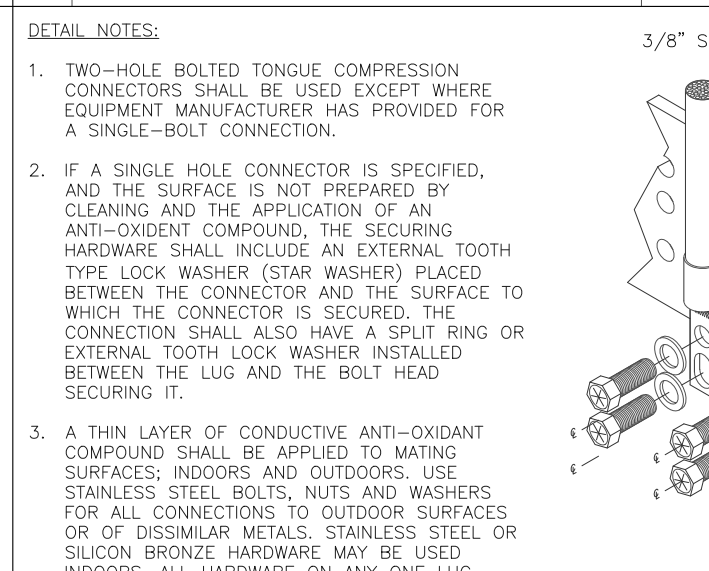 DETAIL NOTES:
3/8" S
1. TWO-HOLE BOLTED TONGUE COMPRESSION
CONNECTORS SHALL BE USED EXCEPT WHERE
EQUIPMENT MANUFACTURER HAS PROVIDED FOR
A SINGLE-BOLT CONNECTION.
2. IF A SINGLE HOLE CONNECTOR IS SPECIFIED,
AND THE SURFACE IS NOT PREPARED BY
CLEANING AND THE APPLICATION OF AN
ANTI-OXIDENT COMPOUND, THE SECURING
HARDWARE SHALL INCLUDE AN EXTERNAL TOOTH
TYPE LOCK WASHER (STAR WASHER) PLACED
BETWEEN THE CONNECTOR AND THE SURFACE TO
WHICH THE CONNECTOR IS SECURED. THE
CONNECTION SHALL ALSO HAVE A SPLIT RING OR
EXTERNAL TOOTH LOCK WASHER INSTALLED
BETWEEN THE LUG AND THE BOLT HEAD
SECURING IT.
3. A THIN LAYER OF CONDUCTIVE ANTI-OXIDANT
COMPOUND SHALL BE APPLIED TO MATING
SURFACES; INDOORS AND OUTDOORS. USE
STAINLESS STEEL BOLTS, NUTS AND WASHERS
FOR ALL CONNECTIONS TO OUTDOOR SURFACES
OR OF DISSIMILAR METALS. STAINLESS STEEL OR
SILICON BRONZE HARDWARE MAY BE USED
INDOORS. ALL HARDWARE ON ANY ONE LUG
℄
℄
℄
℄